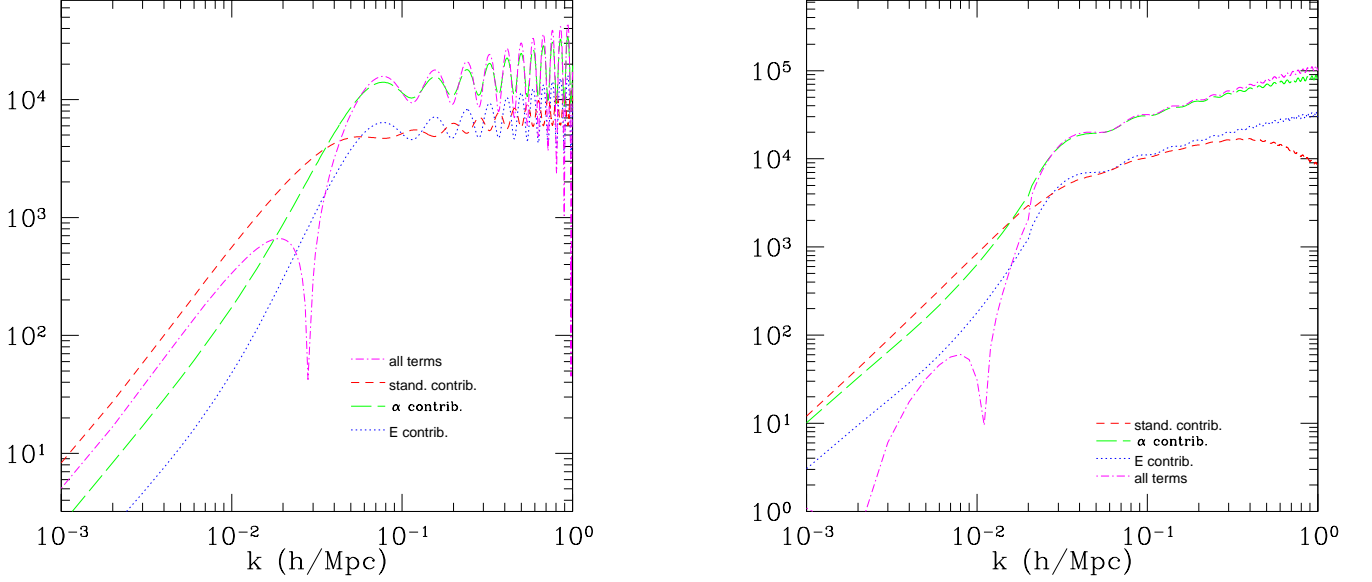 10^4
10^3
10^2
10^1
all terms
stand. contrib.
α contrib.
E contrib.
10^-3 10^-2 10^-1 10^0
k (h/Mpc)
10^5
10^4
10^3
10^2
10^1
10^0
stand. contrib.
α contrib.
E contrib.
all terms
10^-3 10^-2 10^-1 10^0
k (h/Mpc)